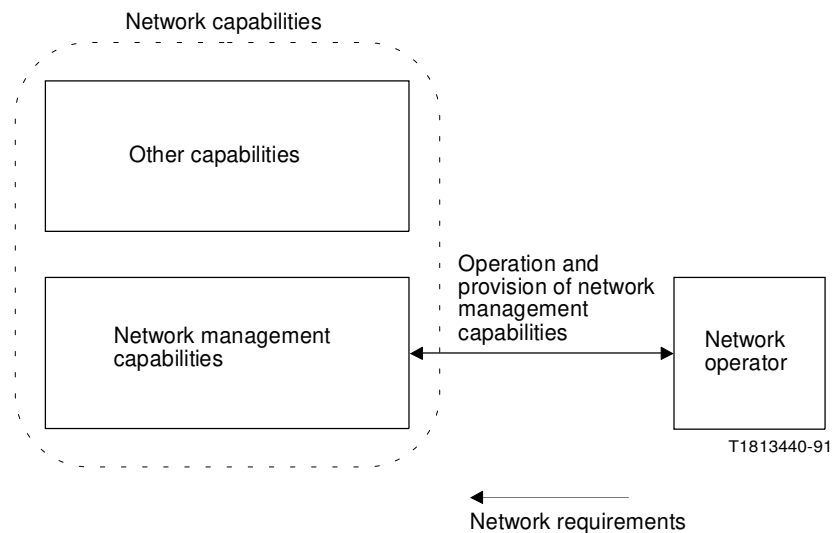 Network capabilities
Other capabilities
Operation and
provision of network
management
capabilities
Network management
capabilities
Network
operator
T1813440-91
Network requirements